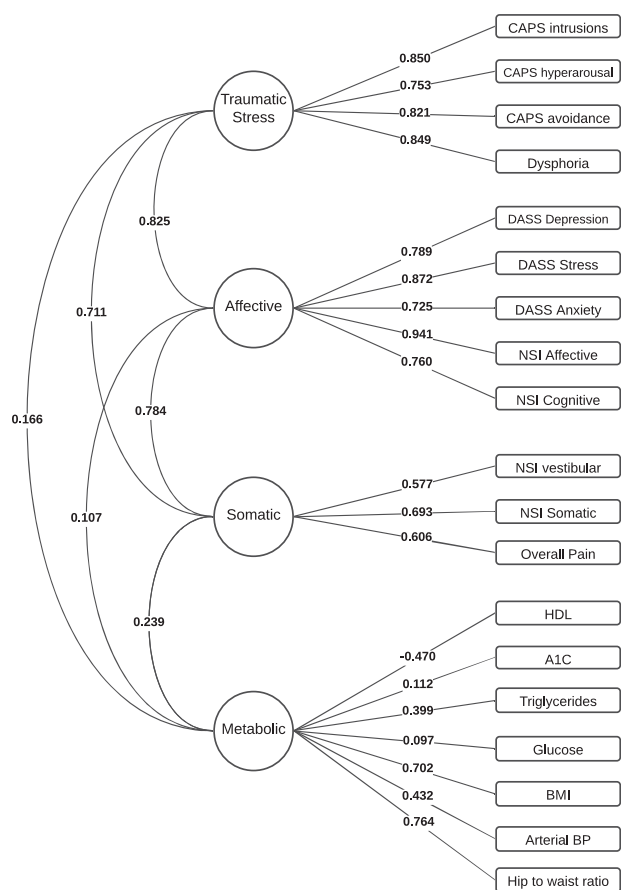 CAPS intrusions
0.850
CAPS hyperarousal
0.753
Traumatic
Stress
0.821
CAPS avoidance
0.849
Dysphoria
0.825
DASS Depression
0.789
DASS Stress
0.872
Affective
0.725
DASS Anxiety
0.711
0.941
NSI Affective
0.760
NSI Cognitive
0.784
0.166
NSI vestibular
0.577
0.693
NSI Somatic
Somatic
0.107
0.606
Overall Pain
HDL
0.239
-0.470
A1C
0.112
Triglycerides
0.399
Metabolic
0.097
Glucose
0.702
BMI
0.432
0.764
Arterial BP
Hip to waist ratio